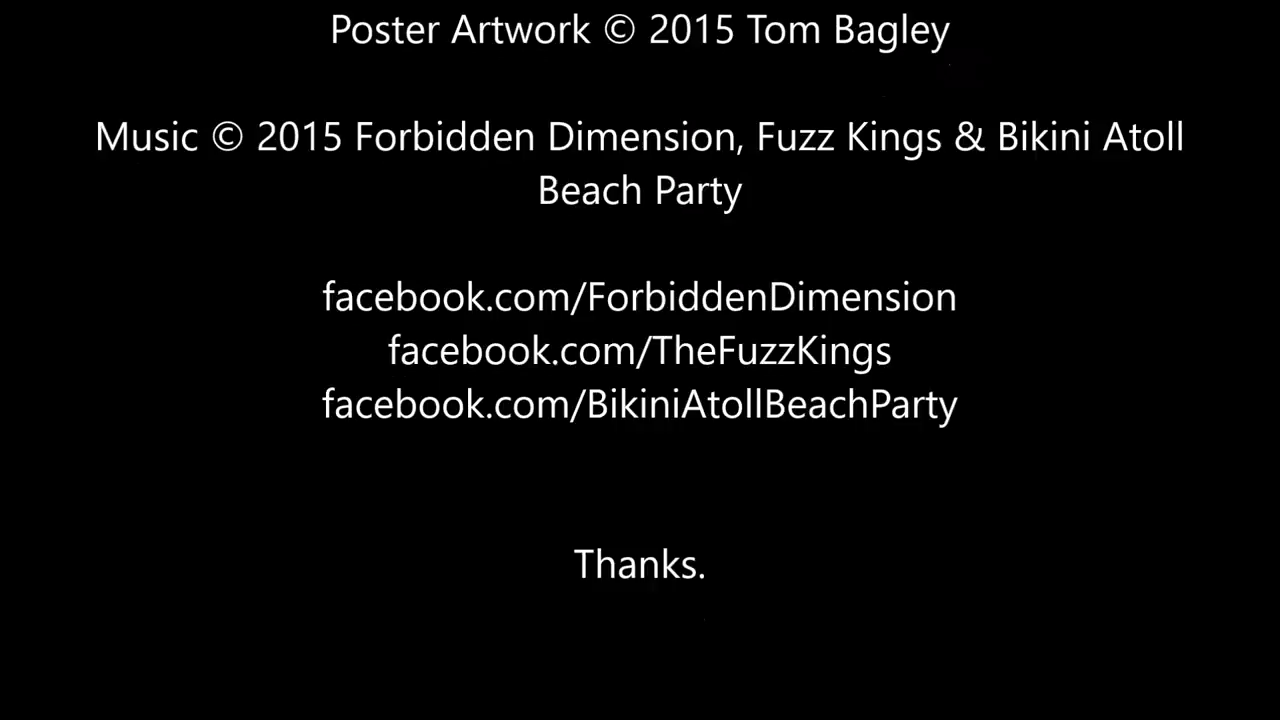 Poster Artwork © 2015 Tom Bagley
Music © 2015 Forbidden Dimension, Fuzz Kings & Bikini Atoll
Beach Party
facebook.com/ForbiddenDimension
facebook.com/TheFuzzKings
facebook.com/BikiniAtollBeachParty
Thanks.